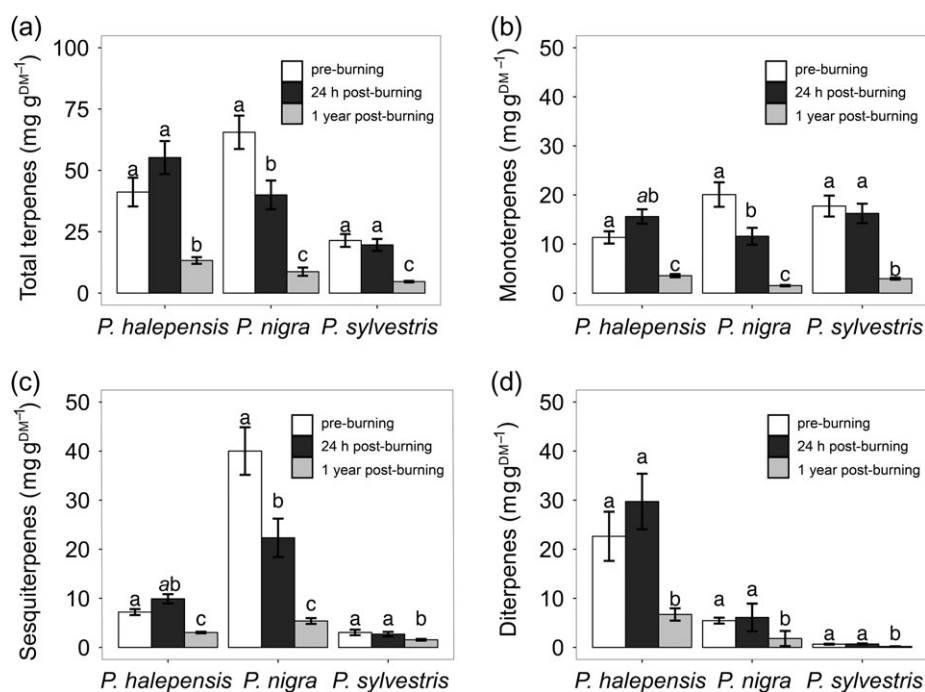 (a)
Total terpenes (mg g^DM−1)
100
75
50
25
0
pre-burning
24 h post-burning
1 year post-burning
a
a
b
a
b
c
a
a
c
P. halepensis P. nigra P. sylvestris
(b)
Monoterpenes (mg g^DM−1)
50
40
30
20
10
0
pre-burning
24 h post-burning
1 year post-burning
a
ab
c
a
b
c
a
a
b
P. halepensis P. nigra P. sylvestris
(c)
Sesquiterpenes (mg g^DM−1)
50
40
30
20
10
0
pre-burning
24 h post-burning
1 year post-burning
a
ab
c
a
b
c
a
a
b
P. halepensis P. nigra P. sylvestris
(d)
Diterpenes (mg g^DM−1)
50
40
30
20
10
0
pre-burning
24 h post-burning
1 year post-burning
a
a
b
a
a
b
a
a
b
P. halepensis P. nigra P. sylvestris